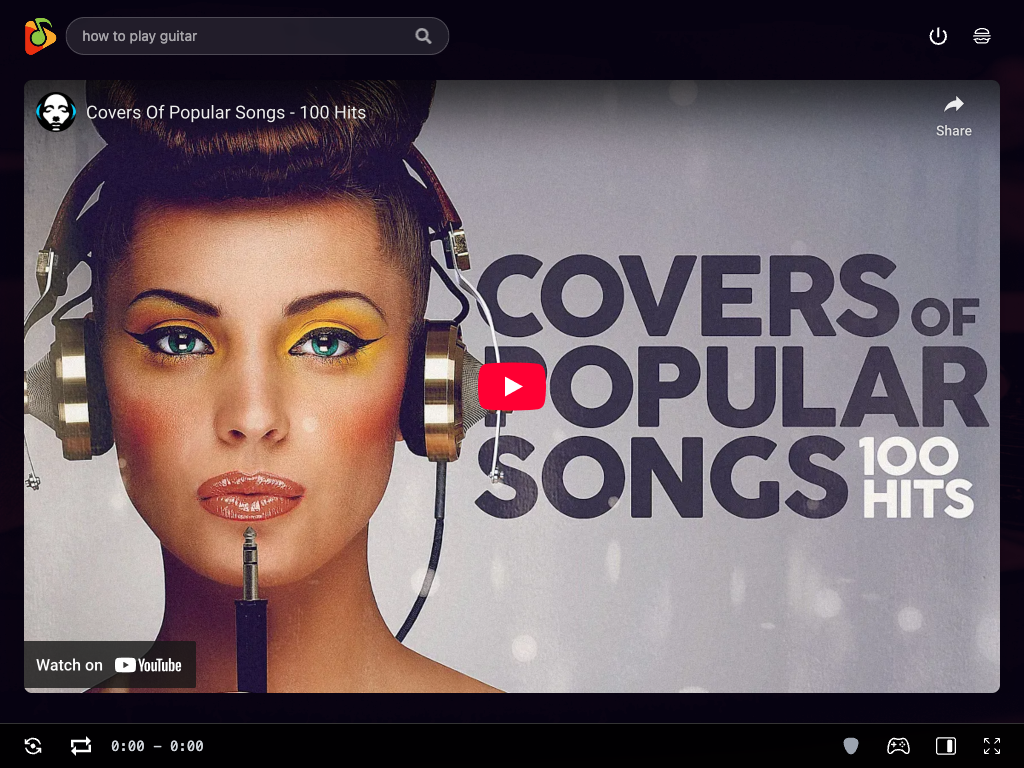 how to play guitar
Covers Of Popular Songs - 100 Hits
Share
COVERS OF
POPULAR
SONGS 100
HITS
Watch on YouTube
0:00 – 0:00